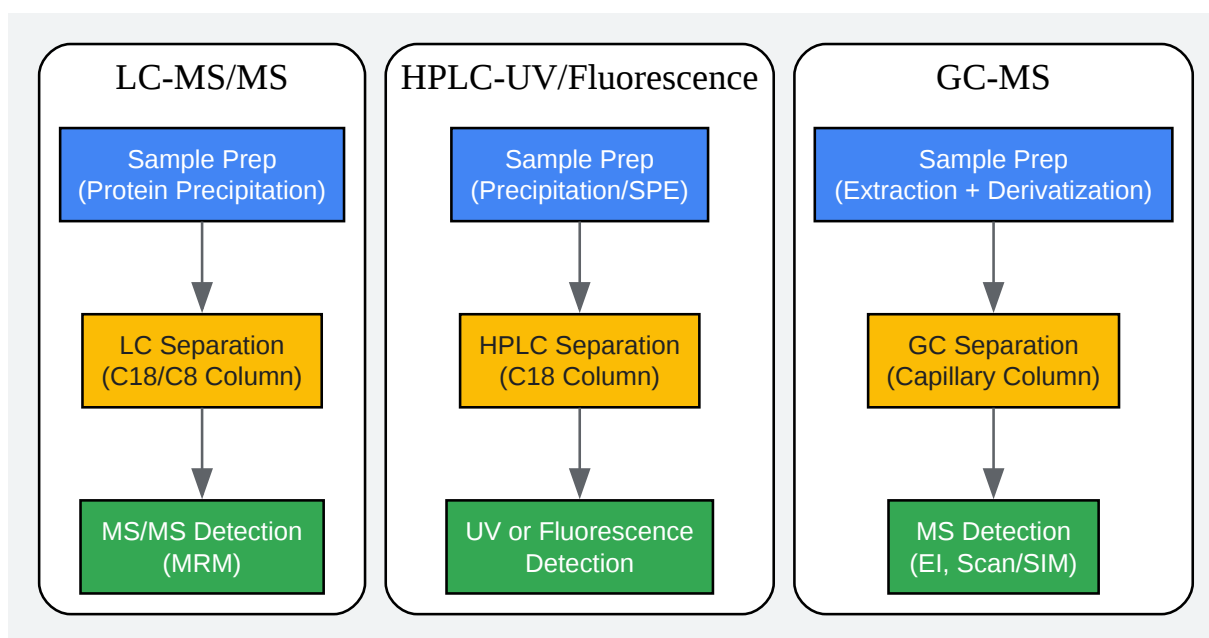 LC-MS/MS
Sample Prep
(Protein Precipitation)
LC Separation
(C18/C8 Column)
MS/MS Detection
(MRM)
HPLC-UV/Fluorescence
Sample Prep
(Precipitation/SPE)
HPLC Separation
(C18 Column)
UV or Fluorescence
Detection
GC-MS
Sample Prep
(Extraction + Derivatization)
GC Separation
(Capillary Column)
MS Detection
(EI, Scan/SIM)